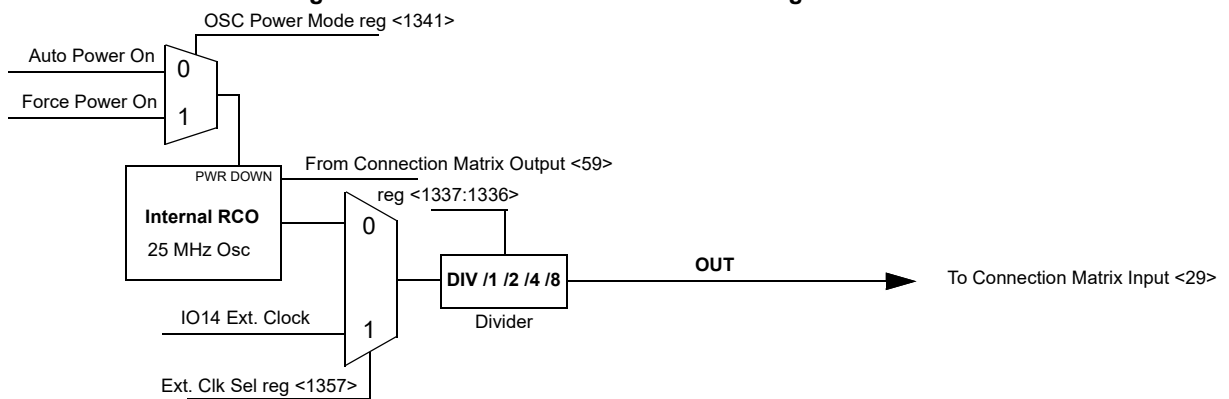 OSC Power Mode reg <1341>
Auto Power On
0
Force Power On
1
PWR DOWN
From Connection Matrix Output <59>
reg <1337:1336>
Internal RCO
25 MHz Osc
0
DIV /1 /2 /4 /8
OUT
To Connection Matrix Input <29>
Divider
IO14 Ext. Clock
1
Ext. Clk Sel reg <1357>